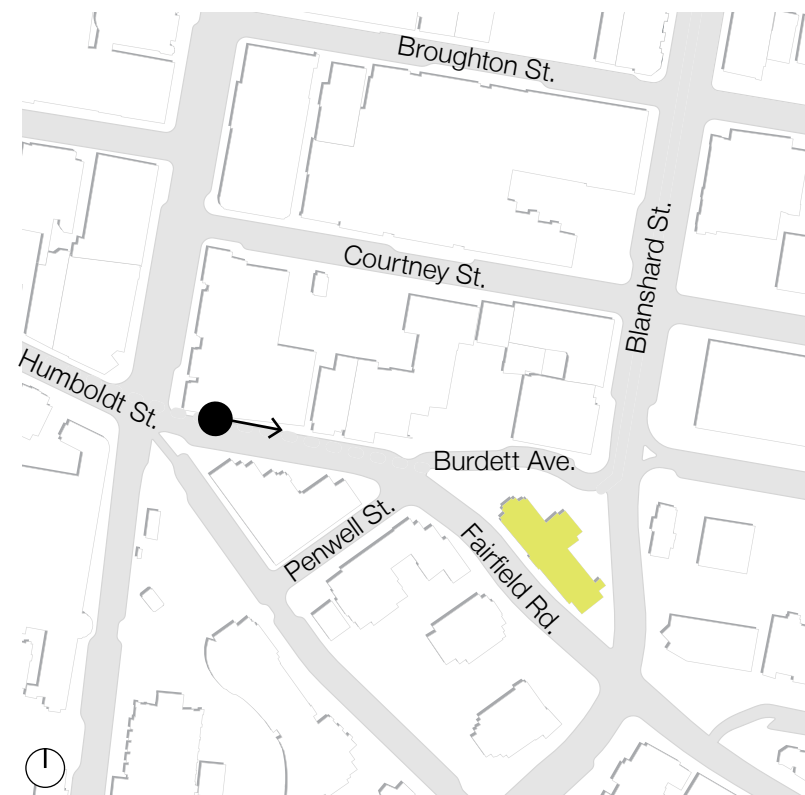 Broughton St.
Courtney St.
Blanshard St.
Humboldt St.
Burdett Ave.
Penwell St.
Fairfield Rd.